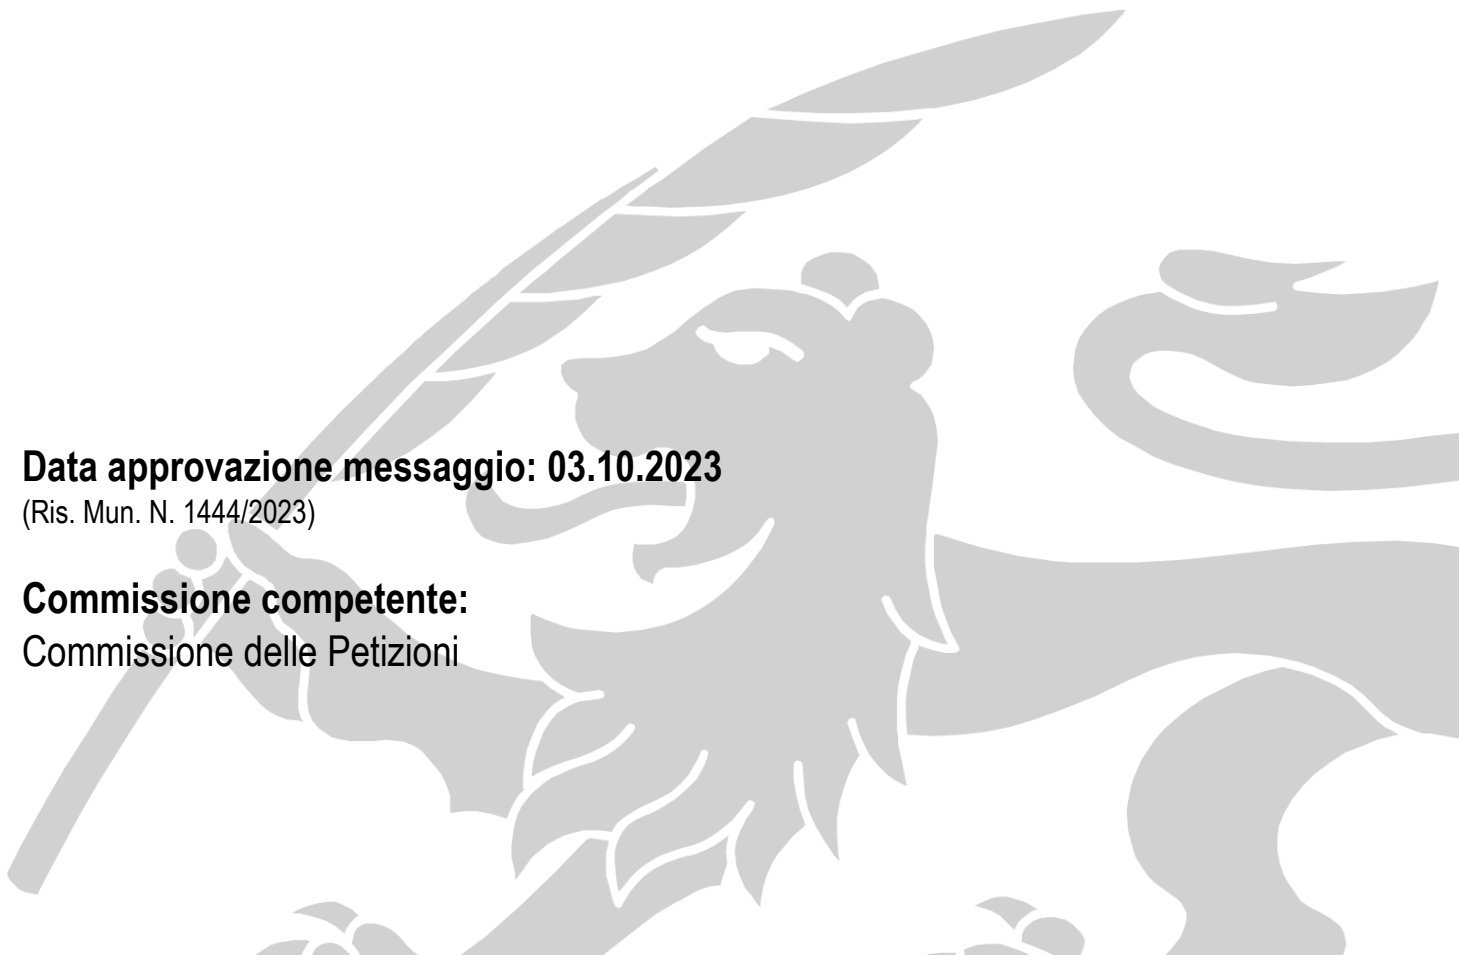 Data approvazione messaggio: 03.10.2023
(Ris. Mun. N. 1444/2023)
Commissione competente:
Commissione delle Petizioni